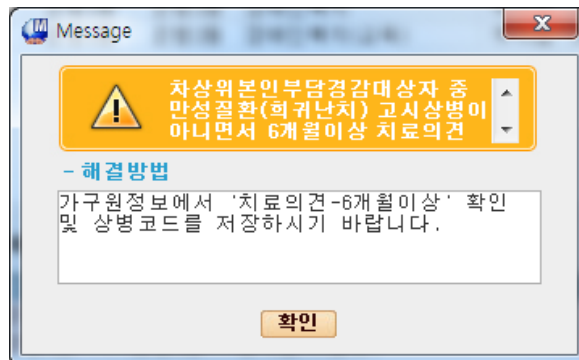 Message
차상위본인부담경감대상자 중
만성질환(희귀난치) 고시상병이
아니면서 6개월이상 치료의견
- 해결방법
가구원정보에서 '치료의견-6개월이상' 확인
및 상병코드를 저장하시기 바랍니다.
확인